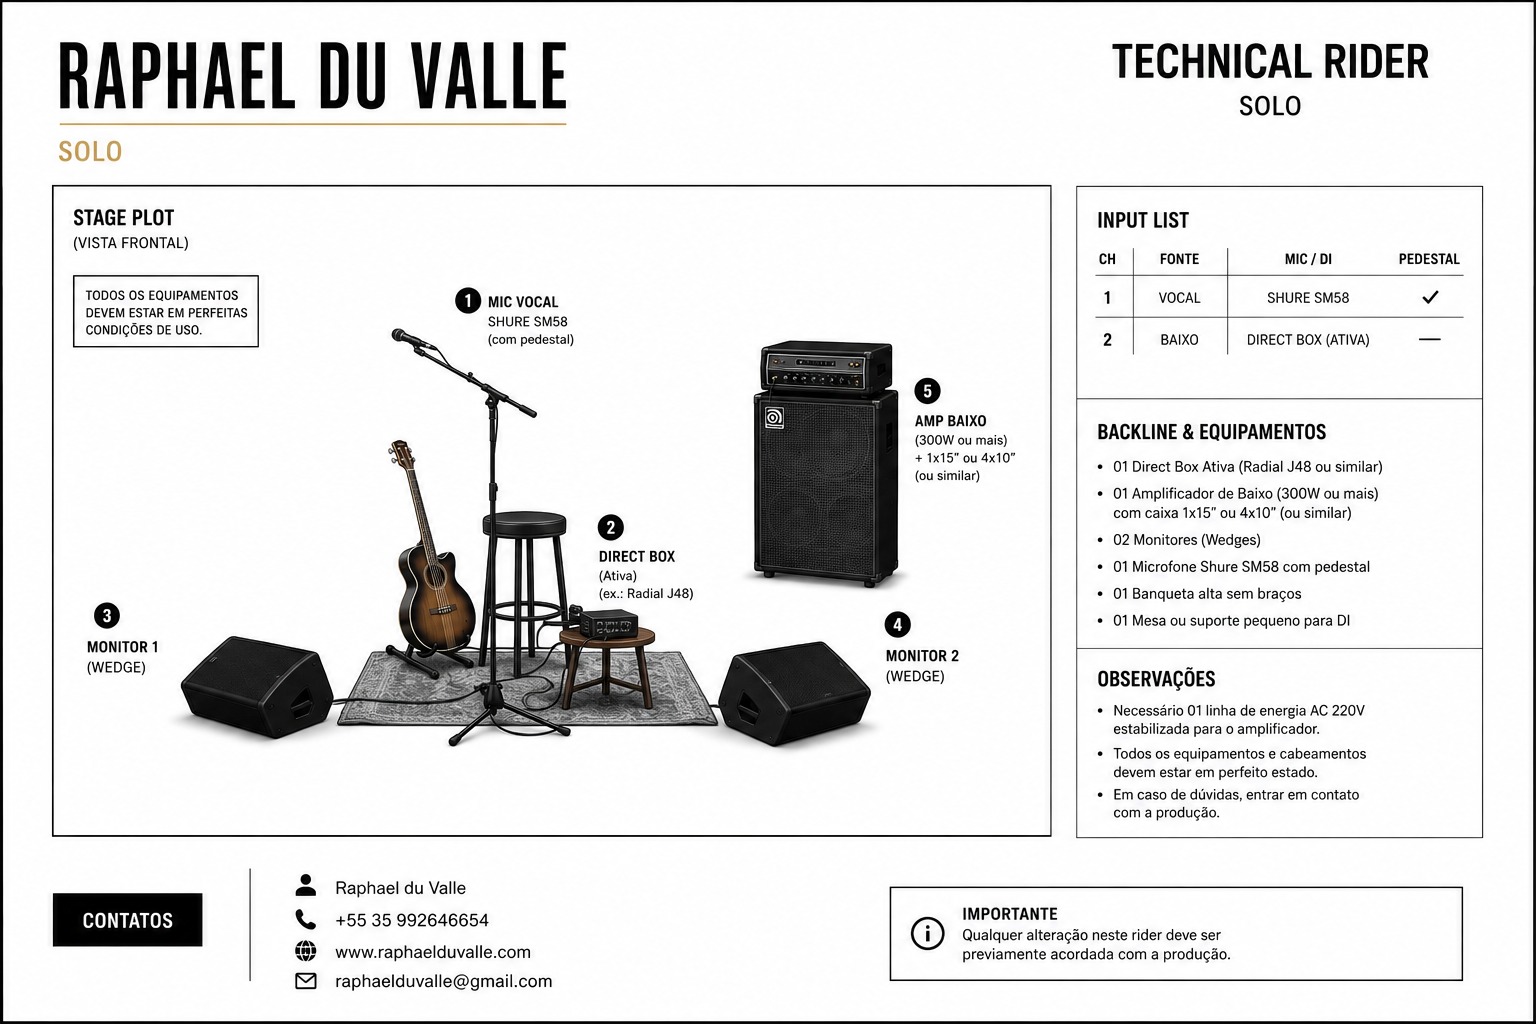 RAPHAEL DU VALLE
SOLO
TECHNICAL RIDER
SOLO
STAGE PLOT
(VISTA FRONTAL)
TODOS OS EQUIPAMENTOS
DEVEM ESTAR EM PERFEITAS
CONDIÇÕES DE USO.
1 MIC VOCAL
SHURE SM58
(com pedestal)
5
AMP BAIXO
(300W ou mais)
+ 1x15" ou 4x10"
(ou similar)
2
DIRECT BOX
(Ativa)
(ex.: Radial J48)
3
MONITOR 1
(WEDGE)
4
MONITOR 2
(WEDGE)
INPUT LIST
CH FONTE MIC / DI PEDESTAL
1 VOCAL SHURE SM58 ✓
2 BAIXO DIRECT BOX (ATIVA) —
BACKLINE & EQUIPAMENTOS
• 01 Direct Box Ativa (Radial J48 ou similar)
• 01 Amplificador de Baixo (300W ou mais)
com caixa 1x15" ou 4x10" (ou similar)
• 02 Monitores (Wedges)
• 01 Microfone Shure SM58 com pedestal
• 01 Banqueta alta sem braços
• 01 Mesa ou suporte pequeno para DI
OBSERVAÇÕES
• Necessário 01 linha de energia AC 220V
estabilizada para o amplificador.
• Todos os equipamentos e cabeamentos
devem estar em perfeito estado.
• Em caso de dúvidas, entrar em contato
com a produção.
CONTATOS
Raphael du Valle
+55 35 992646654
www.raphaelduvalle.com
raphaelduvalle@gmail.com
IMPORTANTE
Qualquer alteração neste rider deve ser
previamente acordada com a produção.